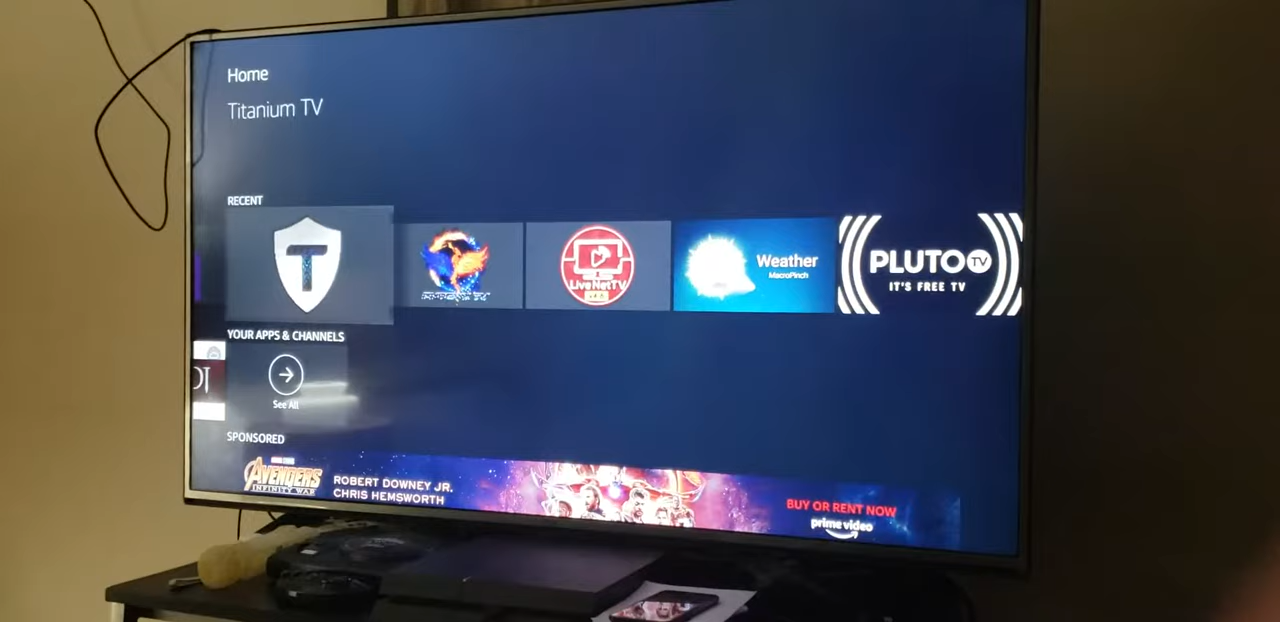 Home
Titanium TV
RECENT
T
Live NetTV
Weather
MacroPinch
PLUTO TV
IT'S FREE TV
YOUR APPS & CHANNELS
See All
SPONSORED
AVENGERS
INFINITY WAR
ROBERT DOWNEY JR.
CHRIS HEMSWORTH
BUY OR RENT NOW
prime video